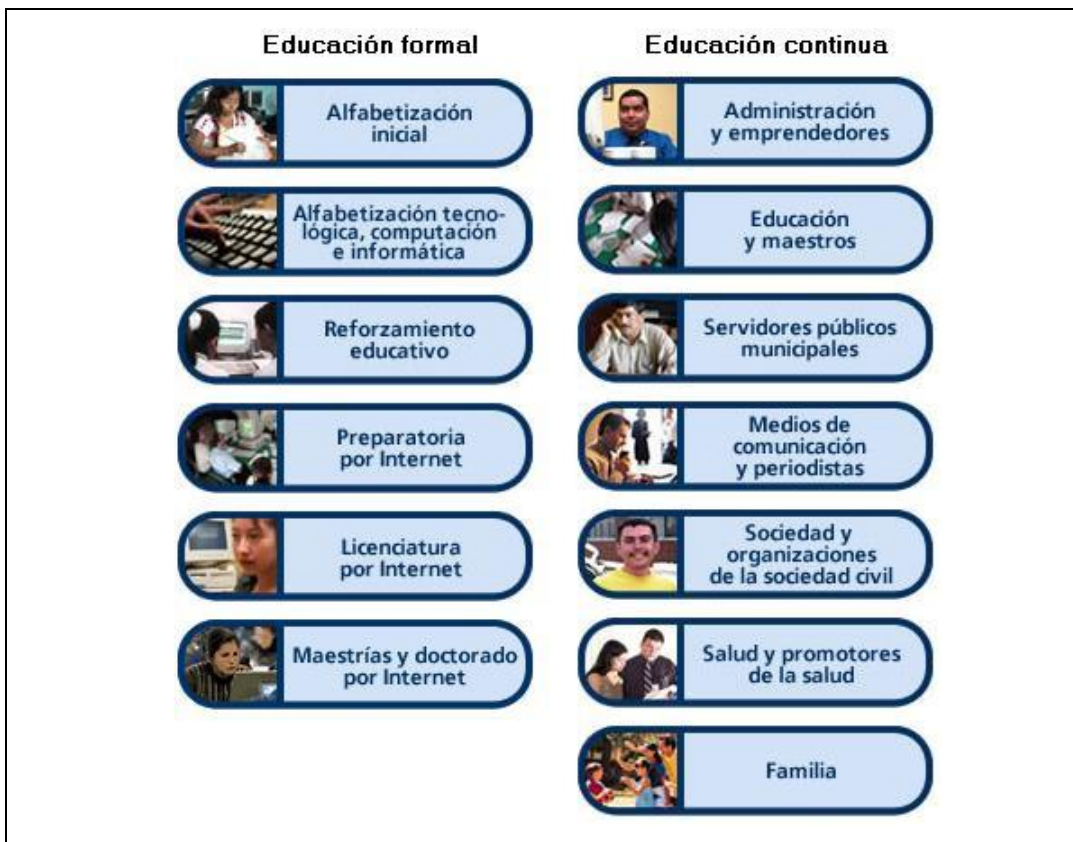 Educación formal
Alfabetización
inicial
Alfabetización tecno-
lógica, computación
e informática
Reforzamiento
educativo
Preparatoria
por Internet
Licenciatura
por Internet
Maestrías y doctorado
por Internet
Educación continua
Administración
y emprendedores
Educación
y maestros
Servidores públicos
municipales
Medios de
comunicación
y periodistas
Sociedad y
organizaciones
de la sociedad civil
Salud y promotores
de la salud
Familia